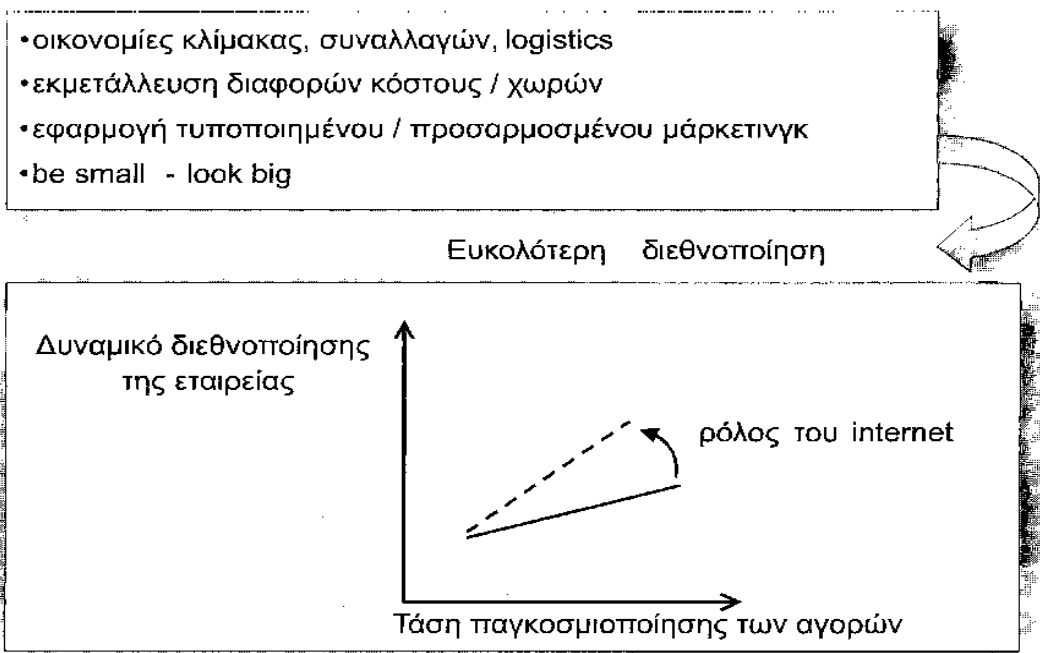 •οικονομίες κλίμακας, συναλλαγών, logistics
•εκμετάλλευση διαφορών κόστους / χωρών
•εφαρμογή τυποποιημένου / προσαρμοσμένου μάρκετινγκ
•be small - look big
Ευκολότερη διεθνοποίηση
Δυναμικό διεθνοποίησης
της εταιρείας
ρόλος του internet
Τάση παγκοσμιοποίησης των αγορών